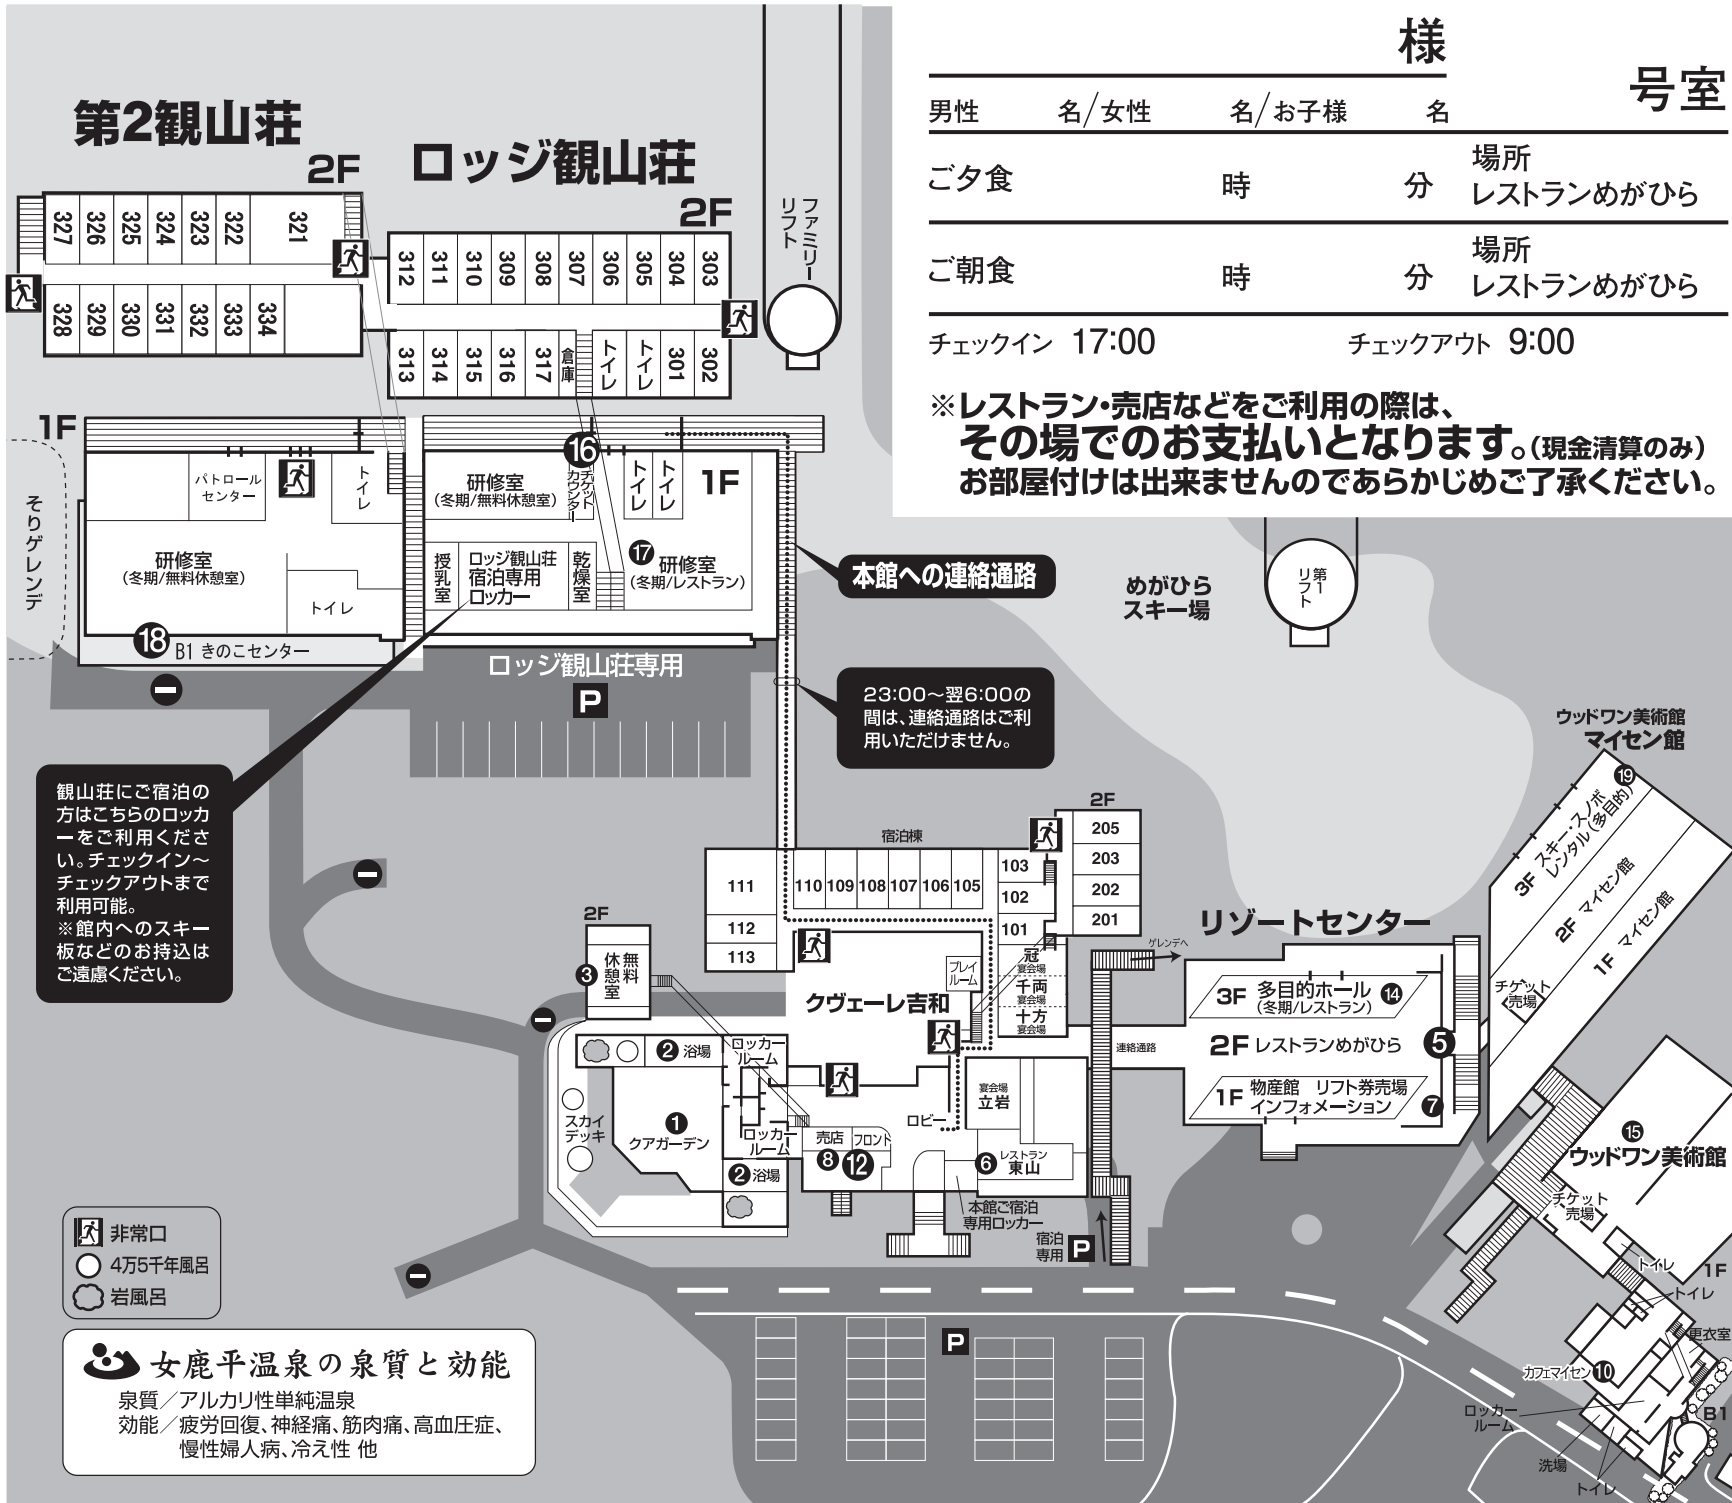 様
号室
男性 名／女性 名／お子様 名
ご夕食 時 分
場所
レストランめがひら
ご朝食 時 分
場所
レストランめがひら
チェックイン 17:00 チェックアウト 9:00
※レストラン・売店などをご利用の際は、
その場でのお支払いとなります。(現金清算のみ)
お部屋付けは出来ませんのであらかじめご了承ください。
第2観山荘
2F
327 326 325 324 323 322 321
328 329 330 331 332 333 334
ロッジ観山荘
2F
312 311 310 309 308 307 306 305 304 303
313 314 315 316 317 倉庫 トイレ トイレ 301 302
ファミリー
リフト
1F
パトロール
センター
トイレ
研修室
(冬期/無料休憩室)
トイレ
18 B1 きのこセンター
そりゲレンデ
16
研修室
(冬期/無料休憩室)
チケット
カウンター
トイレ
トイレ
1F
授乳室
ロッジ観山荘
宿泊専用
ロッカー
乾燥室
17
研修室
(冬期/レストラン)
ロッジ観山荘専用
P
本館への連絡通路
めがひら
スキー場
第1
リフト
23:00～翌6:00の
間は、連絡通路はご利
用いただけません。
観山荘にご宿泊の
方はこちらのロッカ
ーをご利用くださ
い。チェックイン～
チェックアウトまで
利用可能。
※館内へのスキー
板などのお持込は
ご遠慮ください。
宿泊棟
2F
205
203
202
201
111
112
113
110 109 108 107 106 105
103
102
101
冠
宴会場
千両
宴会場
十方
宴会場
プレイ
ルーム
クヴェーレ吉和
2F
3
無料
休憩室
2 浴場
ロッカー
ルーム
スカイ
デッキ
1
クアガーデン
ロッカー
ルーム
2 浴場
売店
8
フロント
12
ロビー
宴会場
立岩
6 レストラン
東山
本館ご宿泊
専用ロッカー
宿泊
専用 P
ゲレンデへ
連絡通路
リゾートセンター
3F 多目的ホール 14
(冬期/レストラン)
2F レストランめがひら 5
1F 物産館 リフト券売場
インフォメーション 7
ウッドワン美術館
マイセン館
19
3F スキー・スノボ
レンタル(多目的)
2F マイセン館
1F マイセン館
チケット
売場
15
ウッドワン美術館
チケット
売場
トイレ
1F
トイレ
更衣室
カフェマイセン 10
ロッカー
ルーム
B1
洗場
トイレ
P
非常口
4万5千年風呂
岩風呂
女鹿平温泉の泉質と効能
泉質／アルカリ性単純温泉
効能／疲労回復、神経痛、筋肉痛、高血圧症、
慢性婦人病、冷え性 他